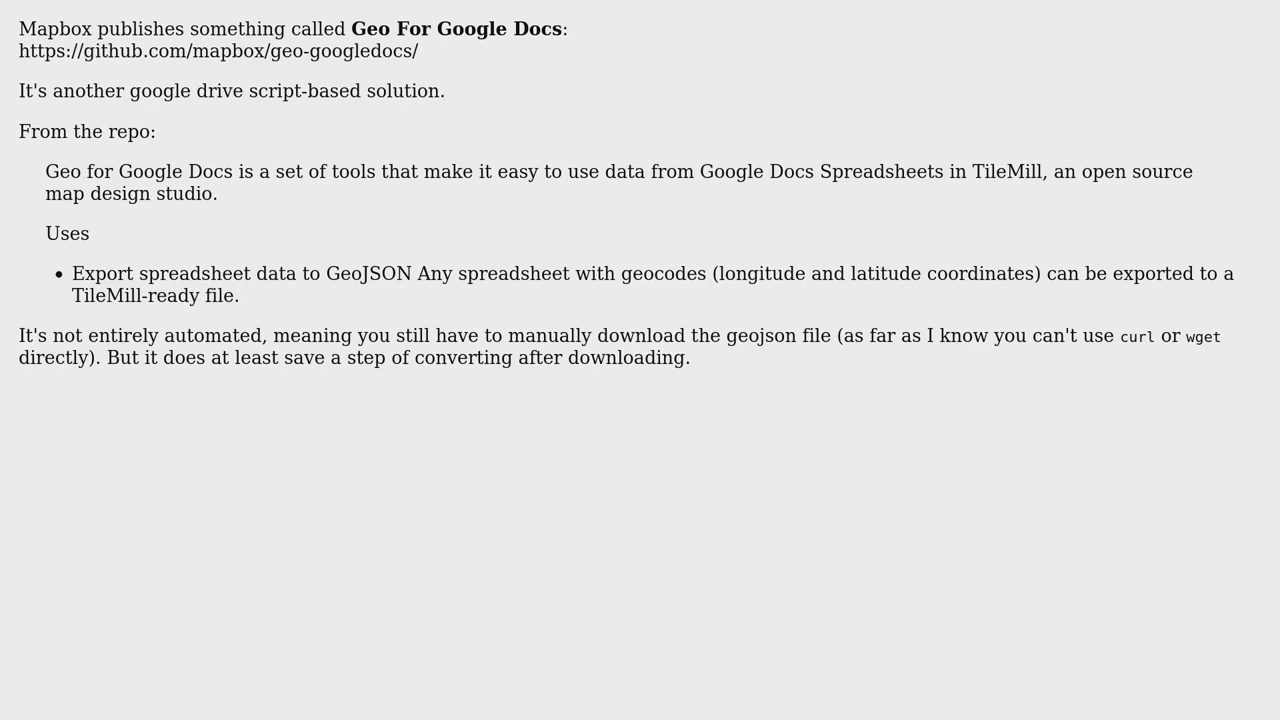 Mapbox publishes something called Geo For Google Docs:
https://github.com/mapbox/geo-googledocs/
It's another google drive script-based solution.
From the repo:
Geo for Google Docs is a set of tools that make it easy to use data from Google Docs Spreadsheets in TileMill, an open source
map design studio.
Uses
• Export spreadsheet data to GeoJSON Any spreadsheet with geocodes (longitude and latitude coordinates) can be exported to a
TileMill-ready file.
It's not entirely automated, meaning you still have to manually download the geojson file (as far as I know you can't use curl or wget
directly). But it does at least save a step of converting after downloading.